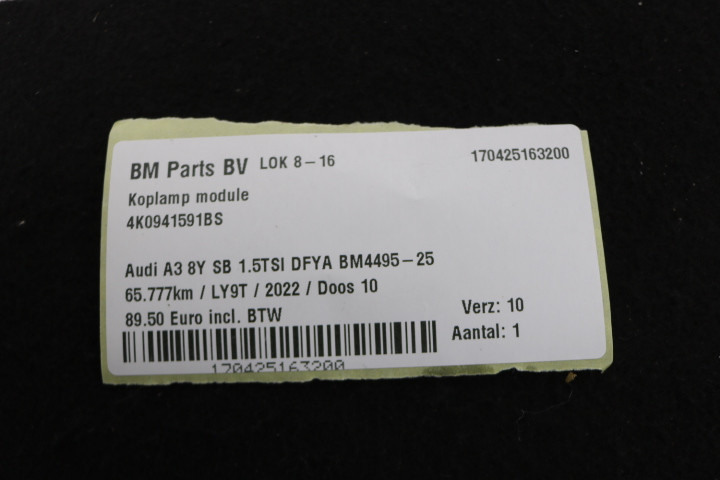 BM Parts BV LOK 8-16 170425163200
Koplamp module
4K0941591BS
Audi A3 8Y SB 1.5TSI DFYA BM4495-25
65.777km / LY9T / 2022 / Doos 10
89.50 Euro incl. BTW Verz: 10
Aantal: 1
170425163200